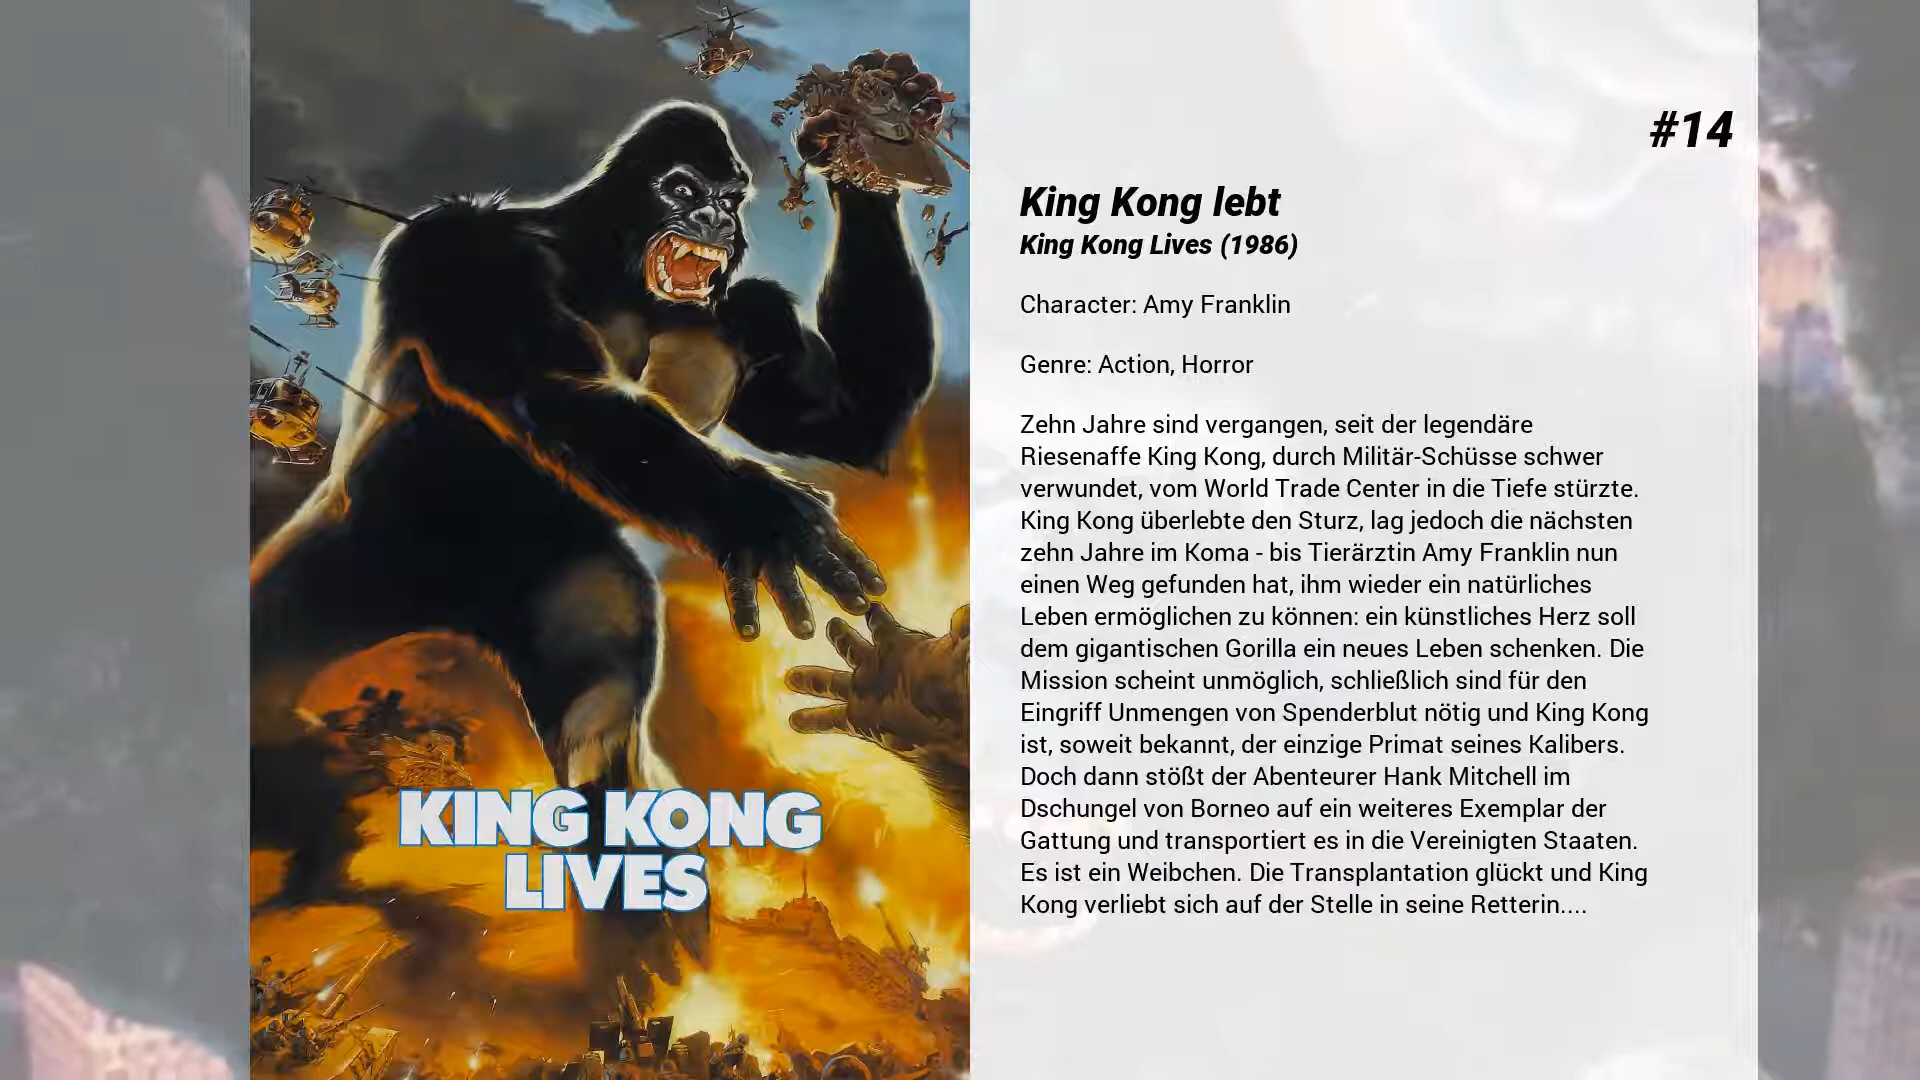 KING KONG
LIVES
#14
King Kong lebt
King Kong Lives (1986)
Character: Amy Franklin
Genre: Action, Horror
Zehn Jahre sind vergangen, seit der legendäre
Riesenaffe King Kong, durch Militär-Schüsse schwer
verwundet, vom World Trade Center in die Tiefe stürzte.
King Kong überlebte den Sturz, lag jedoch die nächsten
zehn Jahre im Koma - bis Tierärztin Amy Franklin nun
einen Weg gefunden hat, ihm wieder ein natürliches
Leben ermöglichen zu können: ein künstliches Herz soll
dem gigantischen Gorilla ein neues Leben schenken. Die
Mission scheint unmöglich, schließlich sind für den
Eingriff Unmengen von Spenderblut nötig und King Kong
ist, soweit bekannt, der einzige Primat seines Kalibers.
Doch dann stößt der Abenteurer Hank Mitchell im
Dschungel von Borneo auf ein weiteres Exemplar der
Gattung und transportiert es in die Vereinigten Staaten.
Es ist ein Weibchen. Die Transplantation glückt und King
Kong verliebt sich auf der Stelle in seine Retterin....